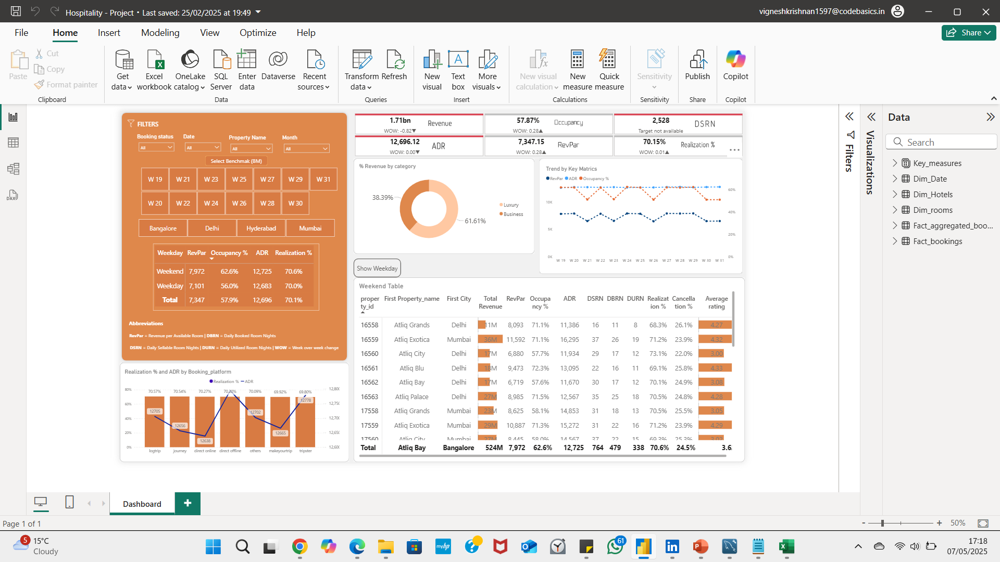 Hospitality - Project • Last saved: 25/02/2025 at 19:49
vigneshkrishnan1597@codebasics.in
File Home Insert Modeling View Optimize Help
Share
Paste
Cut
Copy
Format painter
Clipboard
Get data
Excel workbook
OneLake catalog
SQL Server
Enter data
Dataverse
Recent sources
Data
Transform data
Refresh
Queries
New visual
Text box
More visuals
Insert
New visual calculation
New measure
Quick measure
Calculations
Sensitivity
Sensitivity
Publish
Share
Copilot
Copilot
FILTERS
Booking status Date Property Name Month
All All All All
Select Benchmak (BM)
W 19 W 21 W 23 W 25 W 27 W 29 W 31
W 20 W 22 W 24 W 26 W 28 W 30
Bangalore Delhi Hyderabad Mumbai
Weekday RevPar Occupancy % ADR Realization %
Weekend 7,972 62.6% 12,725 70.6%
Weekday 7,101 56.0% 12,683 70.0%
Total 7,347 57.9% 12,696 70.1%
Abbreviations
RevPar = Revenue per Available Room | DBRN = Daily Booked Room Nights
DSRN = Daily Sellable Room Nights | DURN = Daily Utilized Room Nights | WOW = Week over week change
Realization % and ADR by Booking_platform
Realization % ADR
80% 70.57% 70.54% 70.27% 70.20% 70.09% 69.92% 69.80%
60%
40%
20%
0%
12705 12656 12638 12702 12665 12778
logtrip journey direct online direct offline others makeyourtrip tripster
1.71bn Revenue
WOW: -0.82▼
57.87% Occupancy
WOW: 0.28▲
2,528 DSRN
Target not available
12,696.12 ADR
WOW: 0.00▼
7,347.15 RevPar
WOW: 0.28▲
70.15% Realization %
WOW: 0.01▲
% Revenue by category
38.39%
61.61%
Luxury
Business
Trend by Key Matrics
RevPar ADR Occupancy %
10K
5K
0K
60%
40%
20%
0%
W 19 W 20 W 21 W 22 W 23 W 24 W 25 W 26 W 27 W 28 W 29 W 30 W 31
Show Weekday
Weekend Table
property_id First Property_name First City Total Revenue RevPar Occupancy % ADR DSRN DBRN DURN Realization % Cancellation % Average rating
16558 Atliq Grands Delhi 11M 8,093 71.1% 11,386 16 11 8 68.3% 26.1% 4.27
16559 Atliq Exotica Mumbai 36M 11,592 71.1% 16,295 37 26 19 71.2% 23.9% 4.32
16560 Atliq City Delhi 17M 6,880 57.7% 11,934 29 17 12 73.1% 22.0% 3.00
16561 Atliq Blu Delhi 18M 9,473 72.3% 13,095 22 16 11 69.1% 25.8% 4.33
16562 Atliq Bay Delhi 17M 6,719 57.6% 11,670 30 17 12 70.1% 24.9% 3.08
16563 Atliq Palace Delhi 27M 8,985 71.5% 12,567 35 25 18 70.5% 24.8% 4.28
17558 Atliq Grands Mumbai 23M 8,625 58.1% 14,853 31 18 13 70.5% 25.5% 3.05
17559 Atliq Exotica Mumbai 29M 10,887 71.3% 15,272 31 22 16 71.2% 23.9% 4.29
17560 Atliq City Mumbai 27M 8,445 58.0% 14,567 37 22 15 69.3% 25.3% 3.02
Total Atliq Bay Bangalore 524M 7,972 62.6% 12,725 764 479 338 70.6% 24.5% 3.6
Filters
Visualizations
Data
Search
Key_measures
Dim_Date
Dim_Hotels
Dim_rooms
Fact_aggregated_boo...
Fact_bookings
Dashboard
Page 1 of 1
- + 50%
5
15°C
Cloudy
myhp
61
17:18
07/05/2025